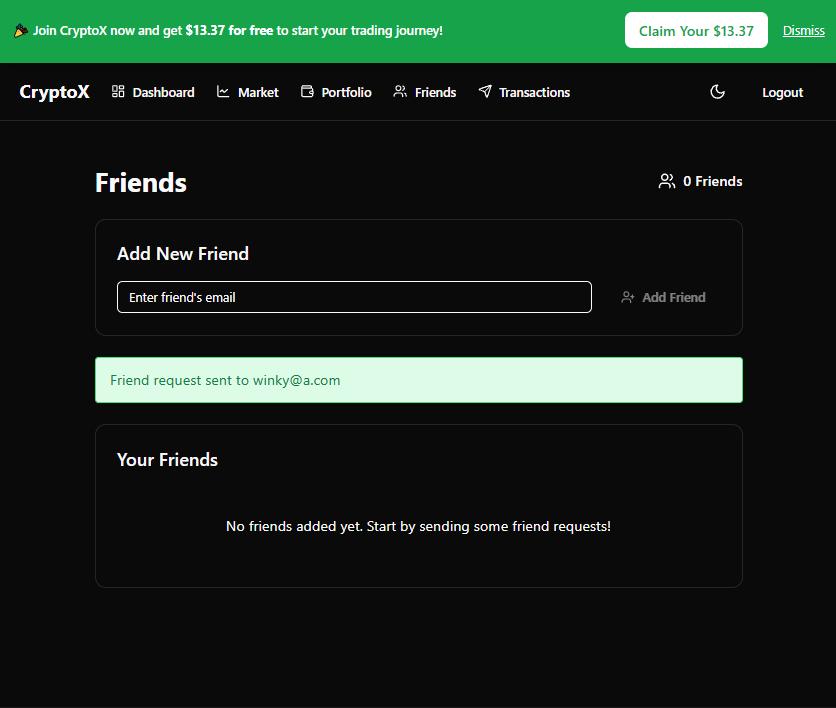 Join CryptoX now and get $13.37 for free to start your trading journey!
Claim Your $13.37
Dismiss
CryptoX
Dashboard
Market
Portfolio
Friends
Transactions
Logout
Friends
0 Friends
Add New Friend
Enter friend's email
Add Friend
Friend request sent to winky@a.com
Your Friends
No friends added yet. Start by sending some friend requests!